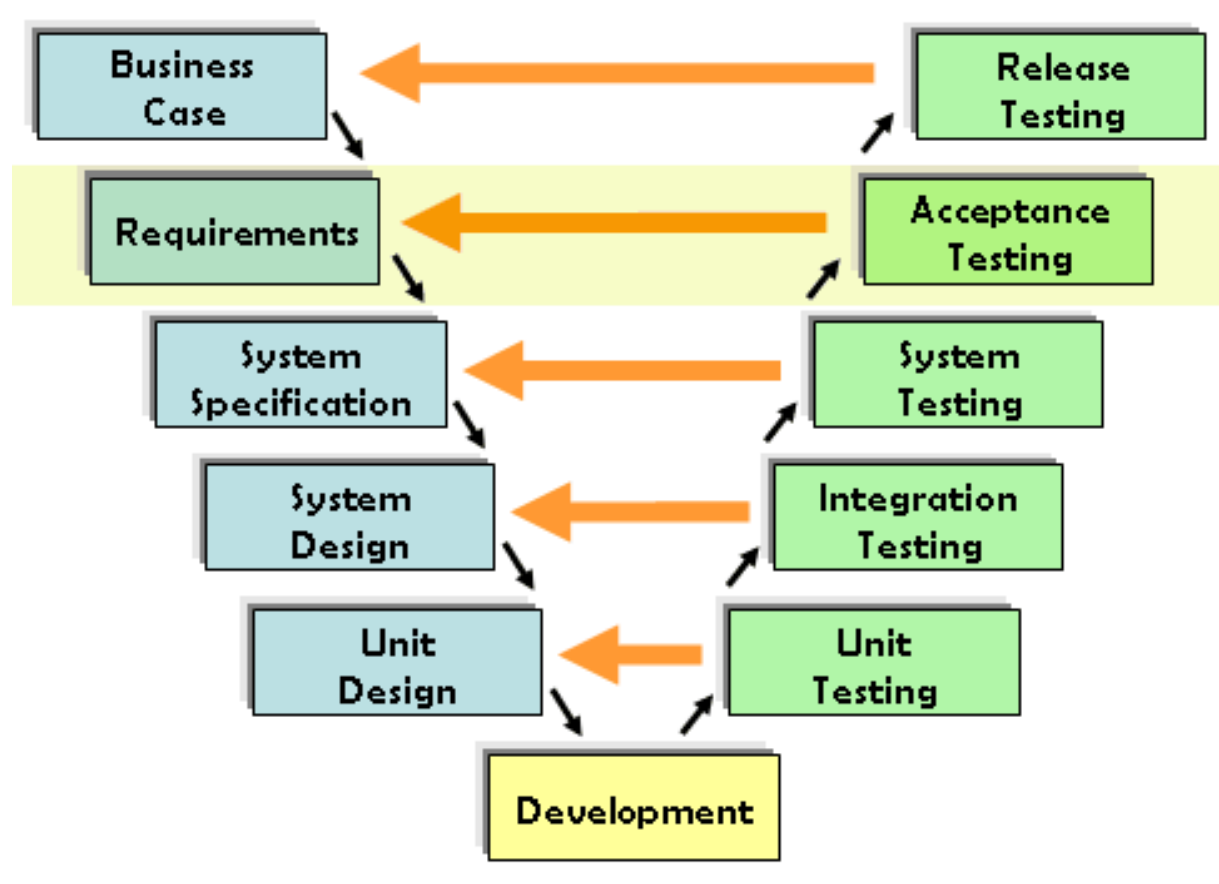 Business
Case
Release
Testing
Requirements
Acceptance
Testing
System
Specification
System
Testing
System
Design
Integration
Testing
Unit
Design
Unit
Testing
Development